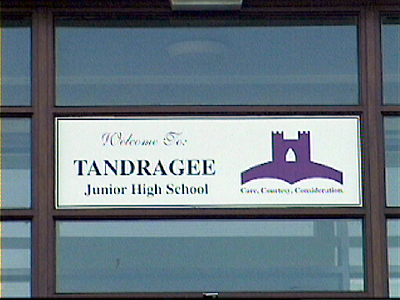 Welcome To:
TANDRAGEE
Junior High School
Care, Courtesy, Consideration.